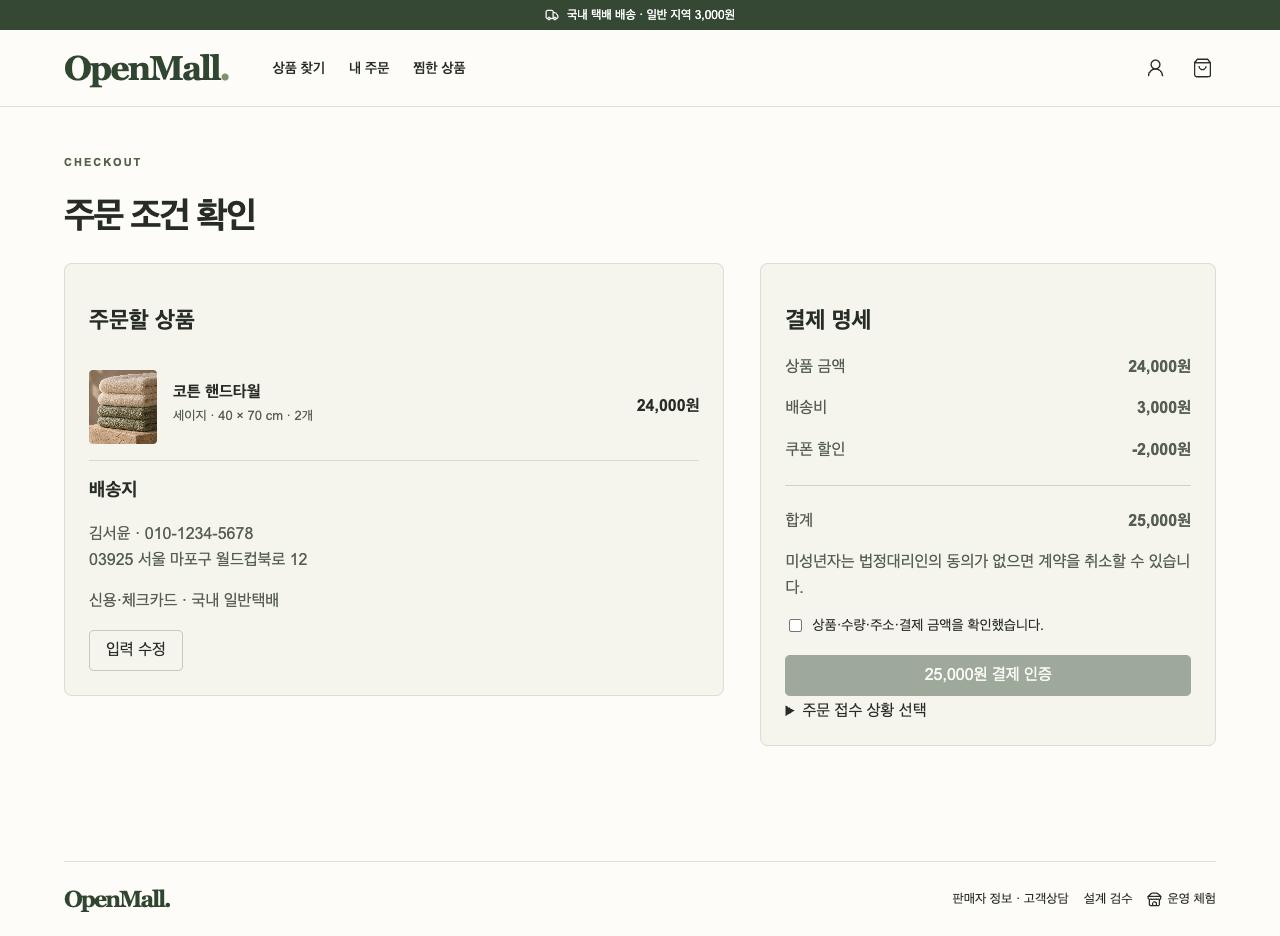 국내 택배 배송 · 일반 지역 3,000원
OpenMall.
상품 찾기
내 주문
찜한 상품
CHECKOUT
주문 조건 확인
주문할 상품
코튼 핸드타월
세이지 · 40 × 70 cm · 2개
24,000원
배송지
김서윤 · 010-1234-5678
03925 서울 마포구 월드컵북로 12
신용·체크카드 · 국내 일반택배
입력 수정
결제 명세
상품 금액 24,000원
배송비 3,000원
쿠폰 할인 -2,000원
합계 25,000원
미성년자는 법정대리인의 동의가 없으면 계약을 취소할 수 있습니
다.
상품·수량·주소·결제 금액을 확인했습니다.
25,000원 결제 인증
▶ 주문 접수 상황 선택
OpenMall.
판매자 정보 · 고객상담
설계 검수
운영 체험